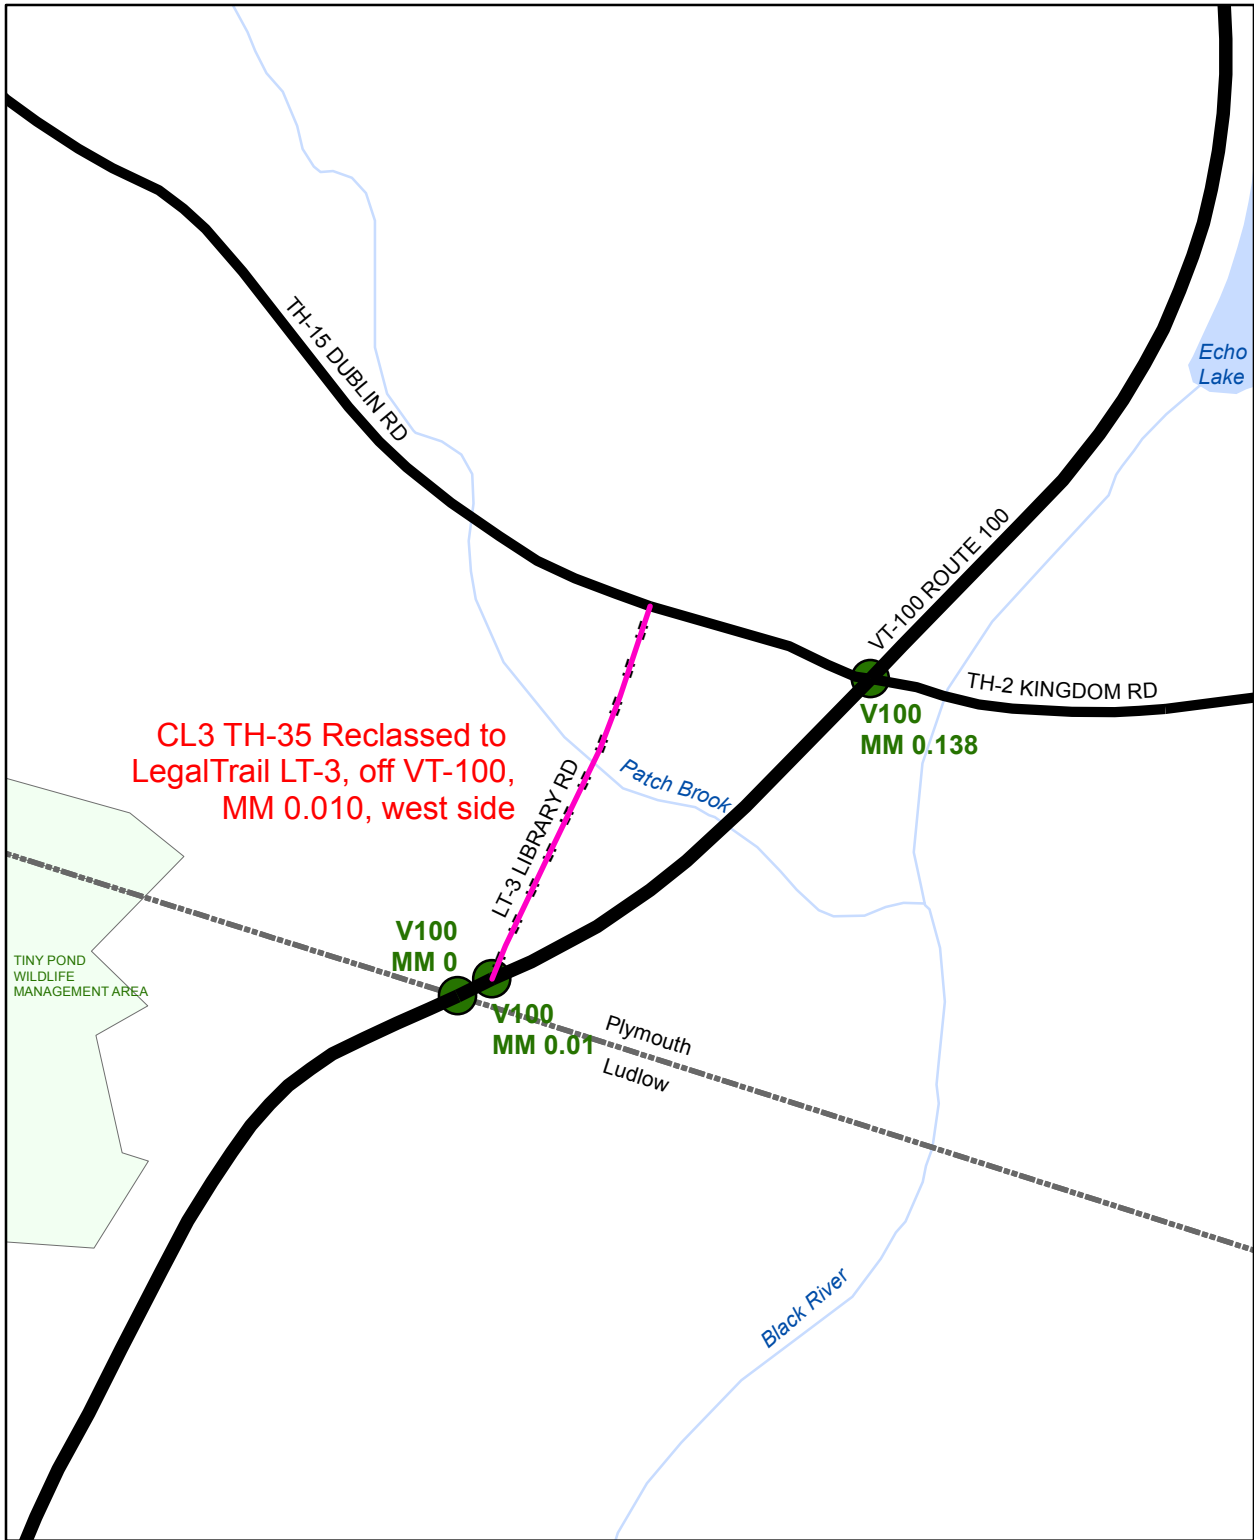 TH-15 DUBLIN RD
Echo
Lake
VT-100 ROUTE 100
TH-2 KINGDOM RD
V100
MM 0.138
CL3 TH-35 Reclassed to
LegalTrail LT-3, off VT-100,
MM 0.010, west side
Patch Brook
LT-3 LIBRARY RD
V100
MM 0
TINY POND
WILDLIFE
MANAGEMENT AREA
V100
MM 0.01
Plymouth
Ludlow
Black River